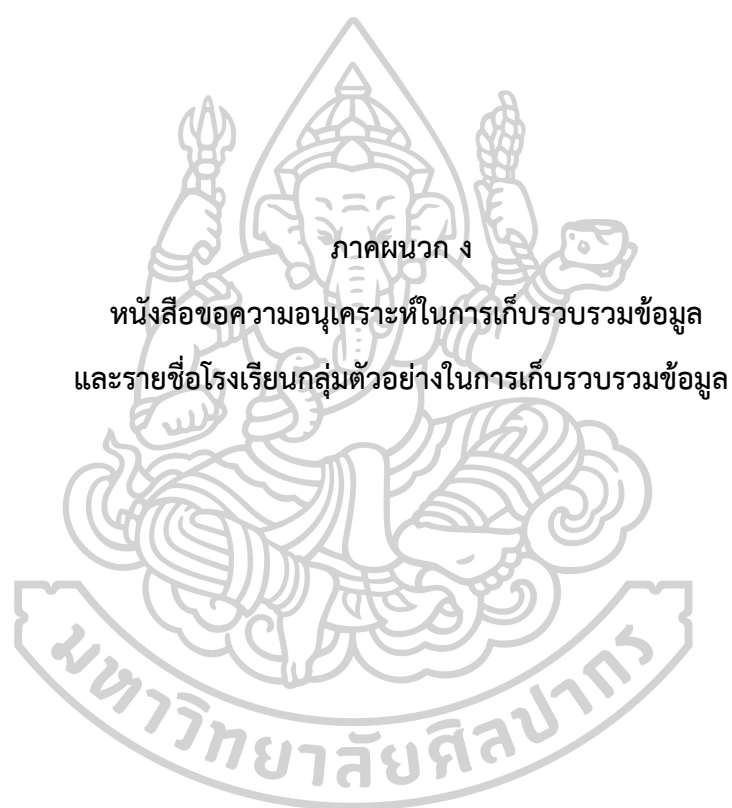 ภาคผนวก ง
หนังสือขอความอนุเคราะห์ในการเก็บรวบรวมข้อมูล
และรายชื่อโรงเรียนกลุ่มตัวอย่างในการเก็บรวบรวมข้อมูล
มหาวิทยาลัยศิลปากร